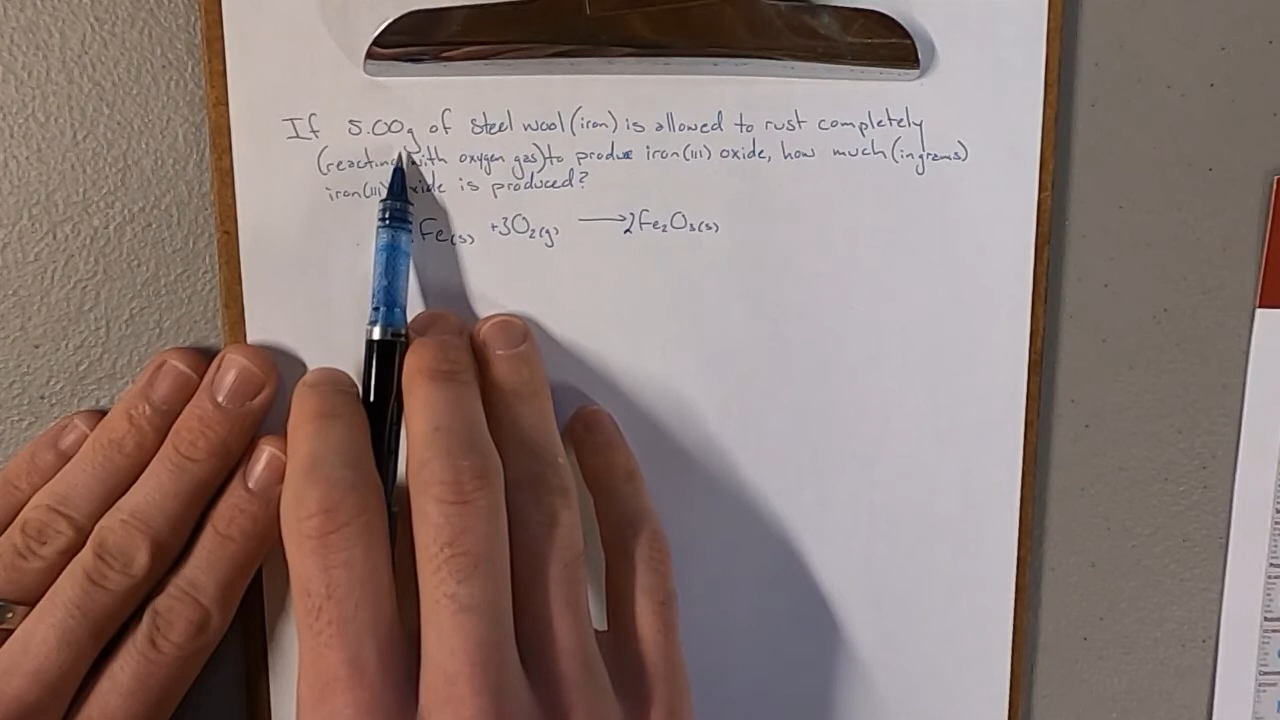 If 5.00g of steel wool (iron) is allowed to rust completely
(reacting with oxygen gas) to produe iron(III) oxide, how much (in grams)
iron(III) oxide is produced?
Fe(s) +3O2(g) ⟶ 2Fe2O3(s)